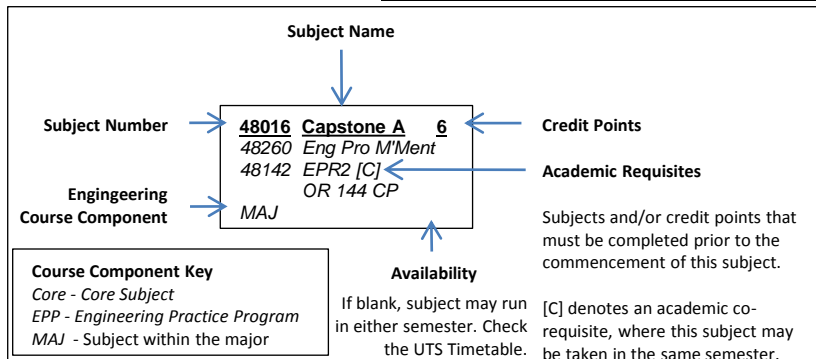 Subject Name
Subject Number
48016 Capstone A 6
48260 Eng Pro M'Ment
48142 EPR2 [C]
OR 144 CP
MAJ
Credit Points
Academic Requisites
Engingeering
Course Component
Subjects and/or credit points that
must be completed prior to the
commencement of this subject.
[C] denotes an academic co-
requisite, where this subject may
be taken in the same semester.
Availability
If blank, subject may run
in either semester. Check
the UTS Timetable.
Course Component Key
Core - Core Subject
EPP - Engineering Practice Program
MAJ - Subject within the major